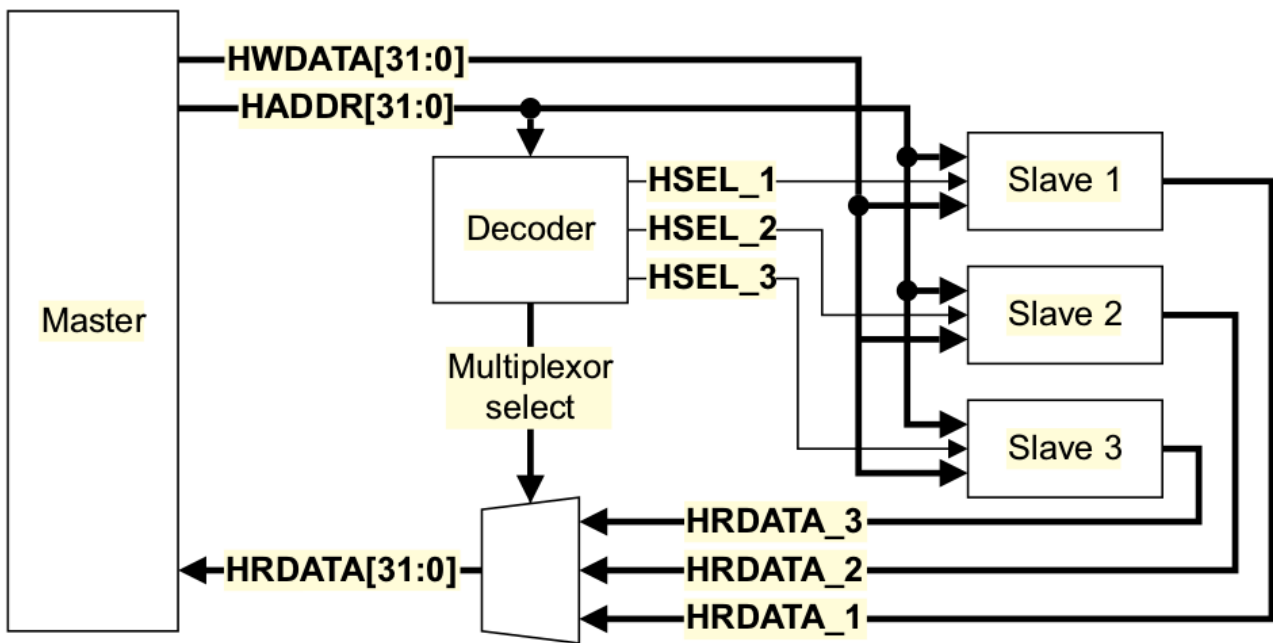 HWDATA[31:0]
HADDR[31:0]
HSEL_1
Slave 1
Decoder
HSEL_2
HSEL_3
Master
Slave 2
Multiplexor
select
Slave 3
HRDATA_3
HRDATA[31:0]
HRDATA_2
HRDATA_1